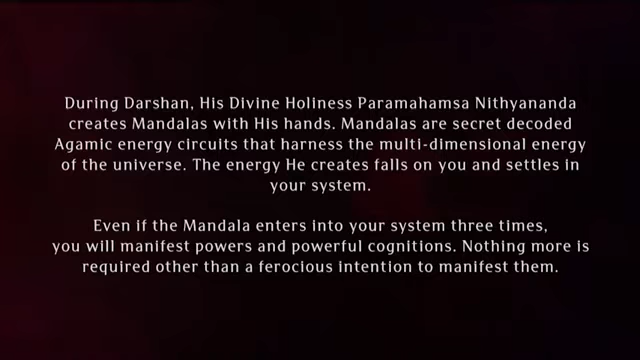 During Darshan, His Divine Holiness Paramahamsa Nithyananda
creates Mandalas with His hands. Mandalas are secret decoded
Agamic energy circuits that harness the multi-dimensional energy
of the universe. The energy He creates falls on you and settles in
your system.
Even if the Mandala enters into your system three times,
you will manifest powers and powerful cognitions. Nothing more is
required other than a ferocious intention to manifest them.